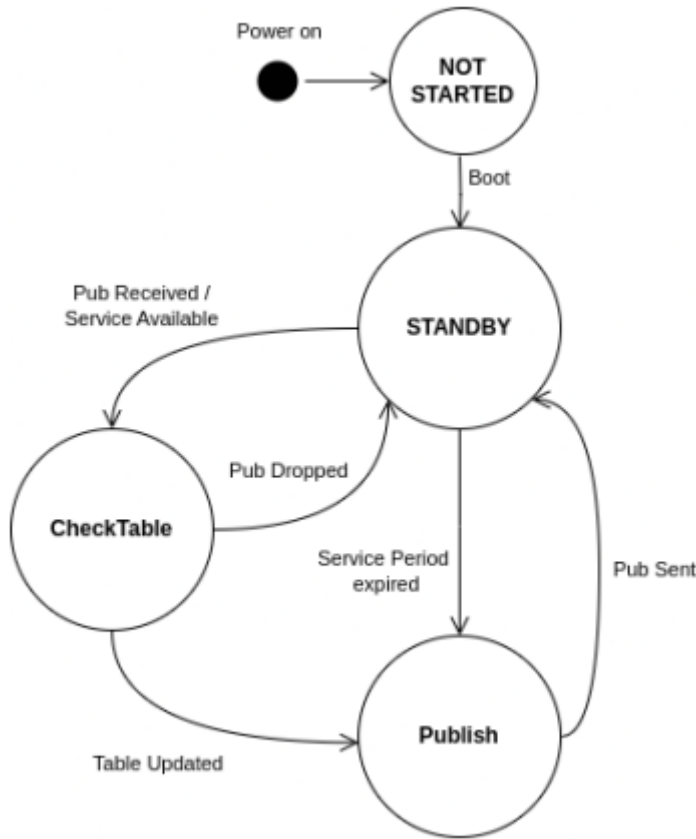 Power on
NOT
STARTED
Boot
Pub Received /
Service Available
STANDBY
Pub Dropped
CheckTable
Service Period
expired
Pub Sent
Publish
Table Updated